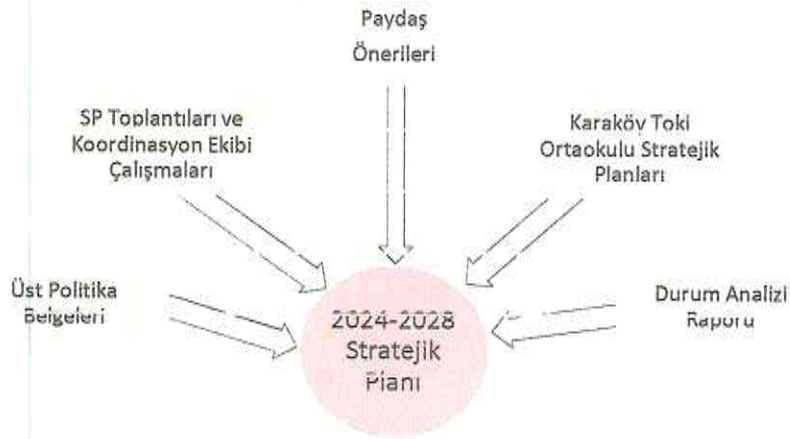 Paydaş
Önerileri
SP Toplantıları ve
Koordinasyon Ekibi
Çalışmaları
Karaköy Toki
Ortaokulu Stratejik
Planları
Üst Politika
Belgeleri
Durum Analizi
Raporu
2024-2028
Stratejik
Planı